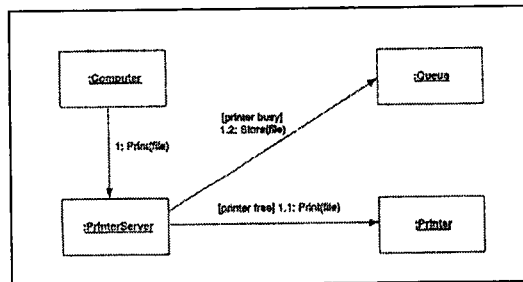 :Computer
:Queue
[printer busy]
1.2: Store(file)
1: Print(file)
[printer free] 1.1: Print(file)
:PrinterServer
:Printer